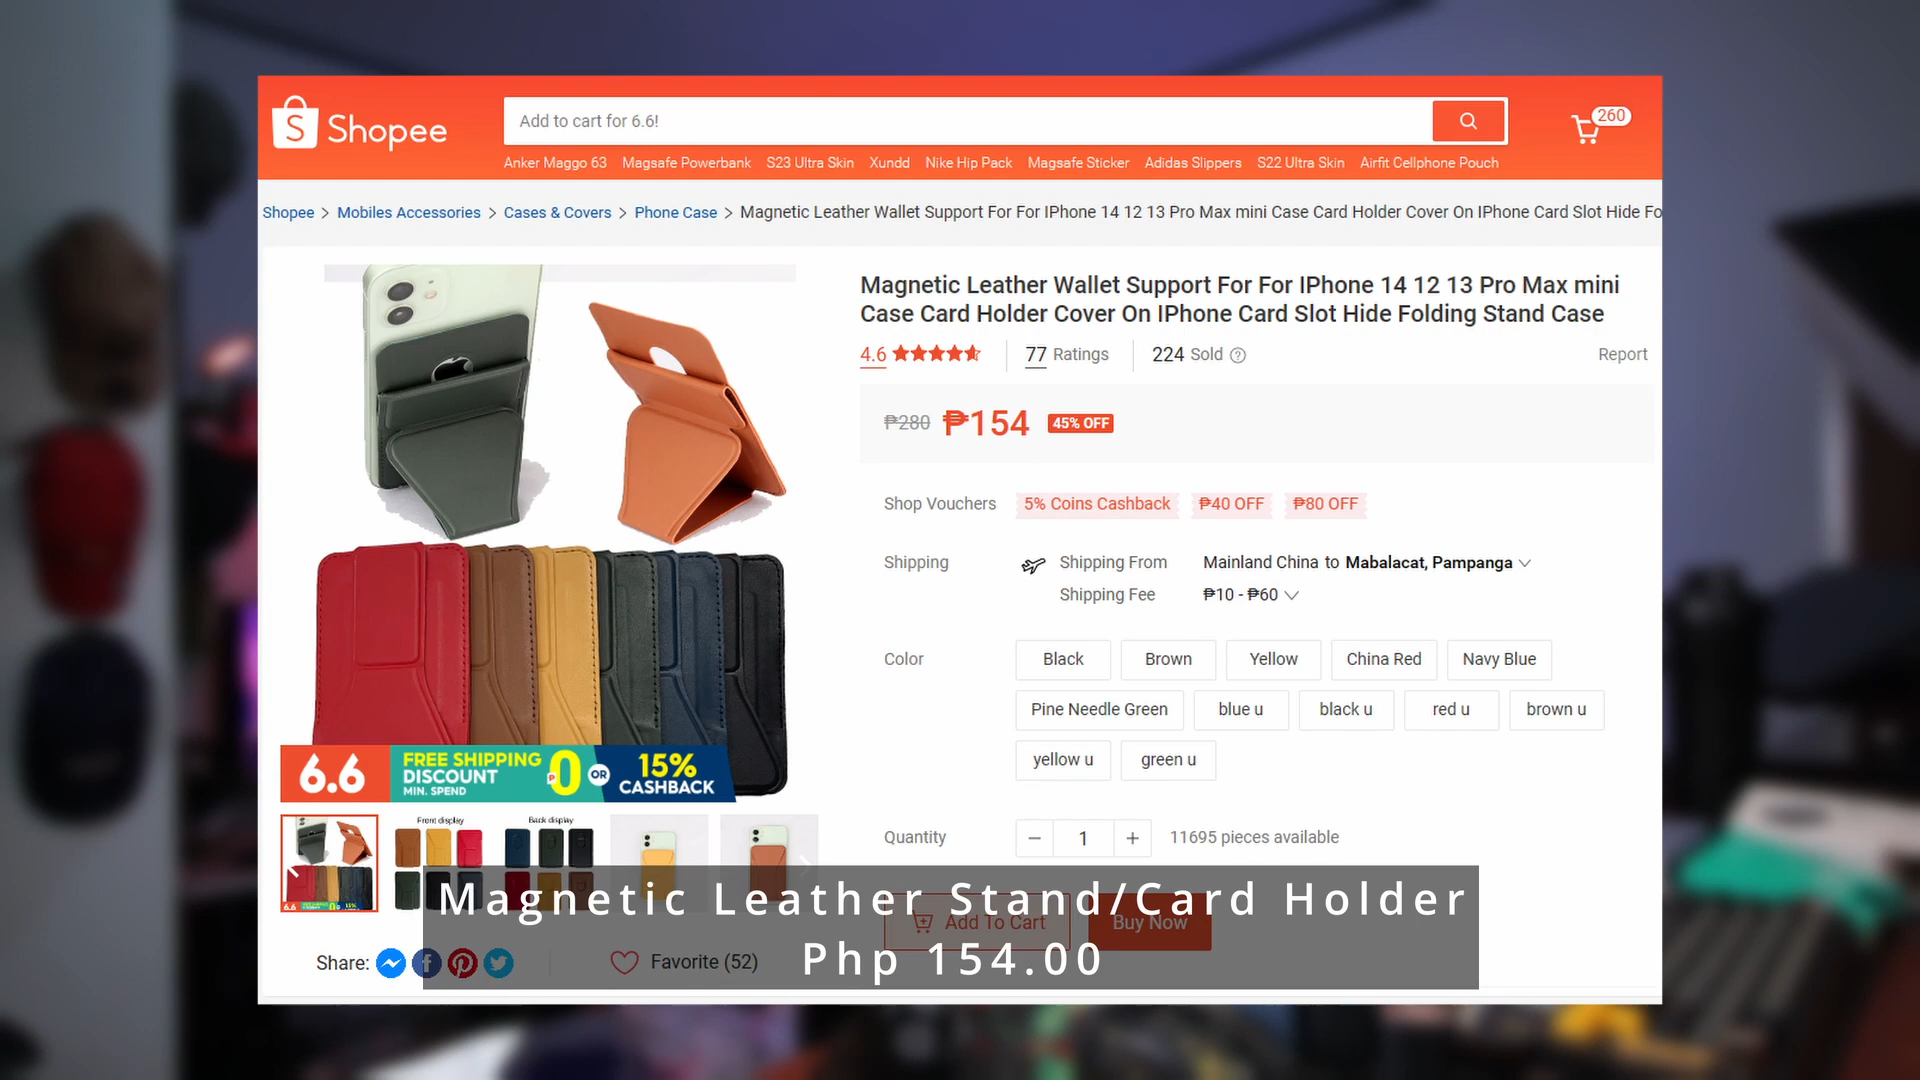 Shopee
Add to cart for 6.6!
260
Anker Maggo 63 Magsafe Powerbank S23 Ultra Skin Xundd Nike Hip Pack Magsafe Sticker Adidas Slippers S22 Ultra Skin Airfit Cellphone Pouch
Shopee > Mobiles Accessories > Cases & Covers > Phone Case > Magnetic Leather Wallet Support For For IPhone 14 12 13 Pro Max mini Case Card Holder Cover On IPhone Card Slot Hide Fo
Magnetic Leather Wallet Support For For IPhone 14 12 13 Pro Max mini
Case Card Holder Cover On IPhone Card Slot Hide Folding Stand Case
4.6 77 Ratings 224 Sold Report
₱280 ₱154 45% OFF
Shop Vouchers 5% Coins Cashback ₱40 OFF ₱80 OFF
Shipping Shipping From Mainland China to Mabalacat, Pampanga
Shipping Fee ₱10 - ₱60
Color Black Brown Yellow China Red Navy Blue
Pine Needle Green blue u black u red u brown u
yellow u green u
6.6 FREE SHIPPING DISCOUNT MIN. SPEND ₱0 OR 15% CASHBACK
Front display Back display
Quantity - 1 + 11695 pieces available
Add To Cart Buy Now
Share: Favorite (52)
Magnetic Leather Stand/Card Holder
Php 154.00